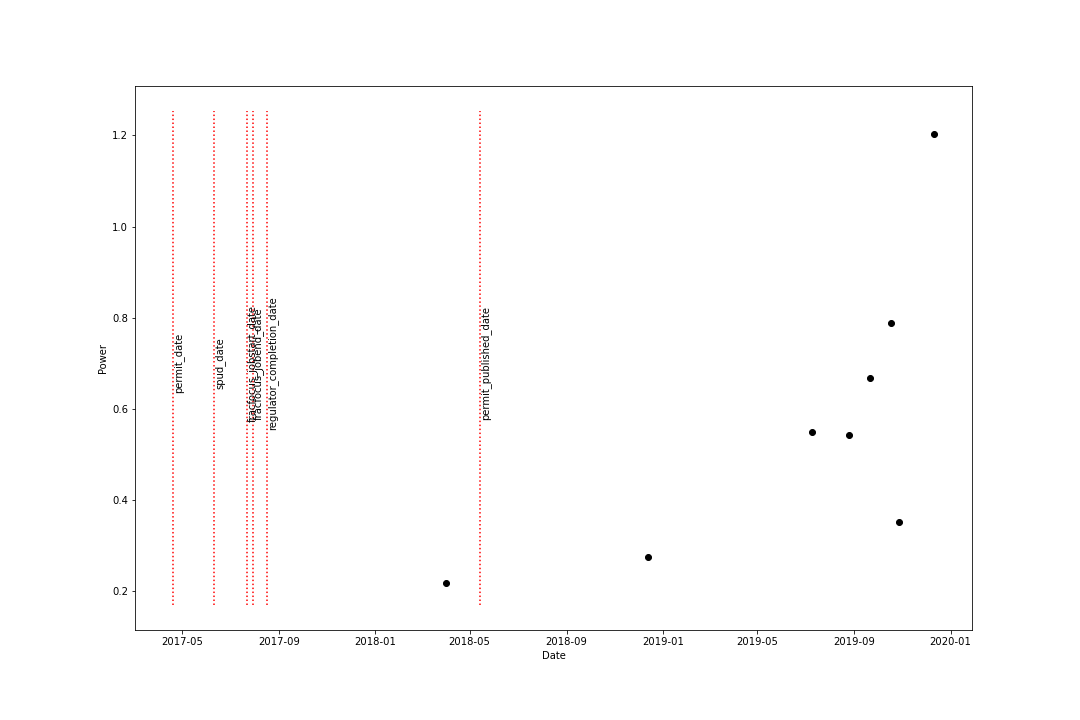 1.2
1.0
0.8
0.6
0.4
0.2
Power
permit_date
spud_date
fracfocus_jobstart_date
fracfocus_jobend_date
regulator_completion_date
permit_published_date
2017-05
2017-09
2018-01
2018-05
2018-09
2019-01
2019-05
2019-09
2020-01
Date